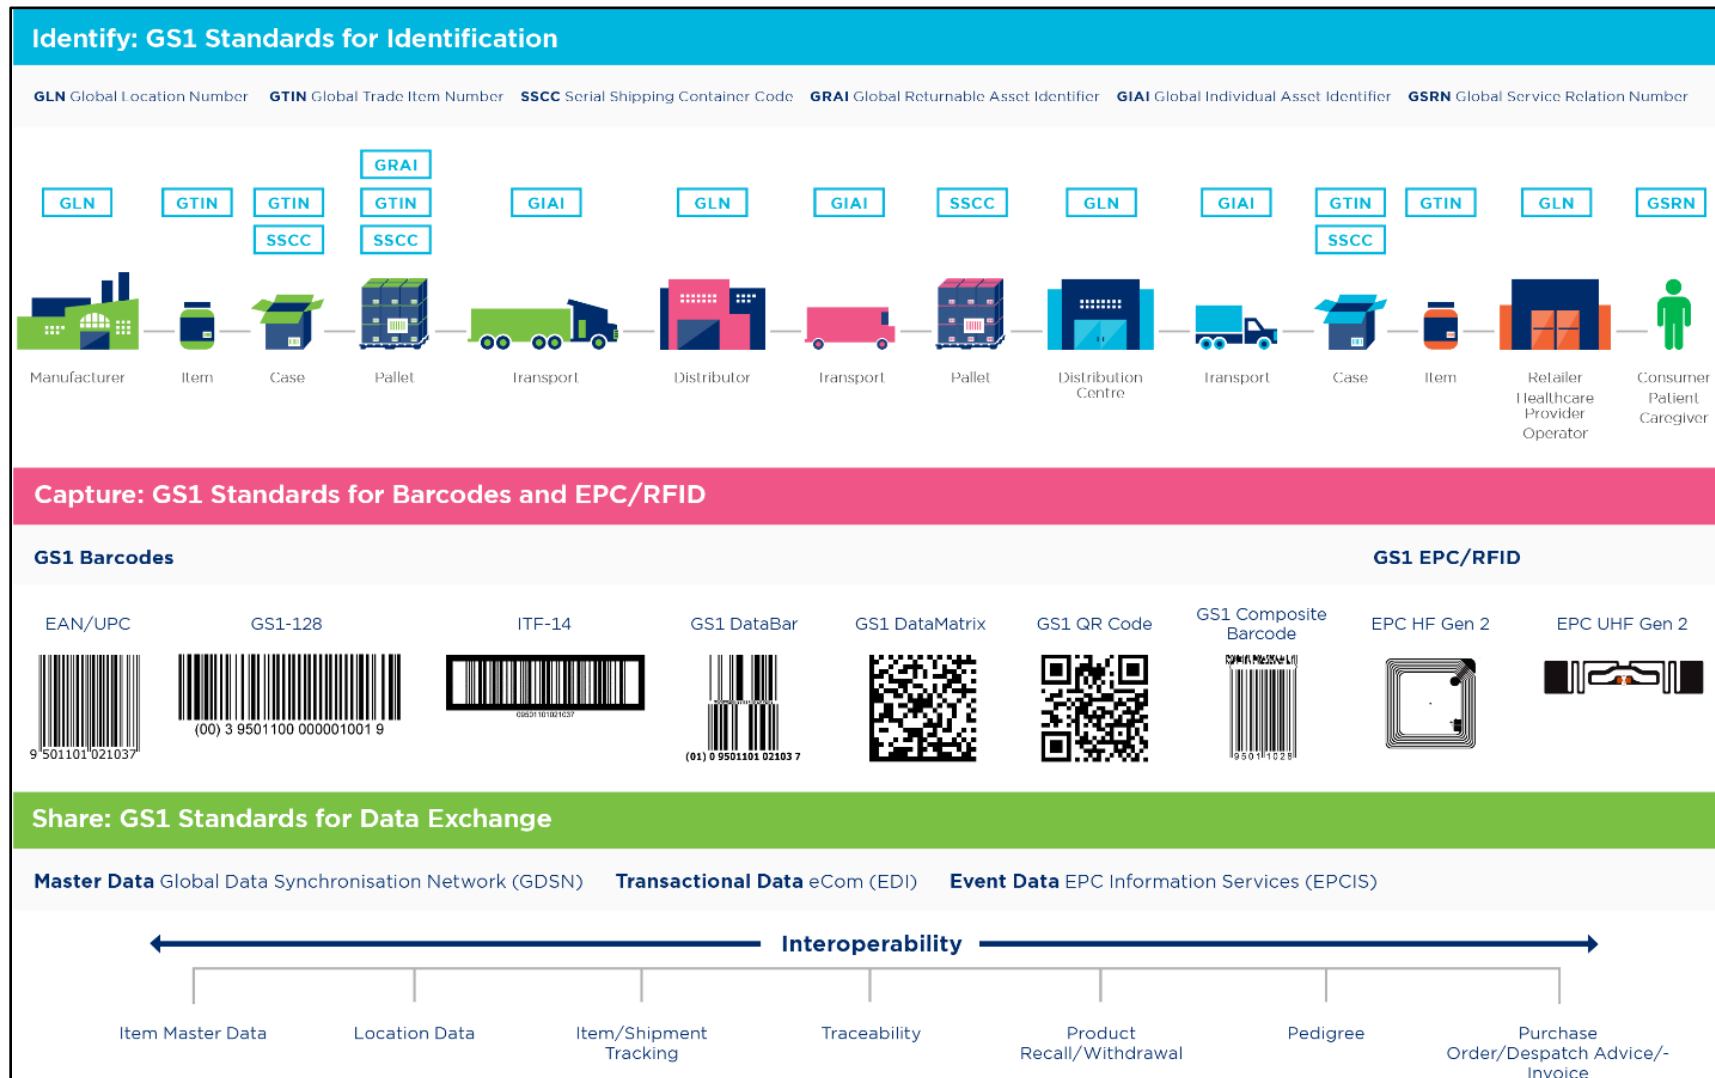 Identify: GS1 Standards for Identification
GLN Global Location Number GTIN Global Trade Item Number SSCC Serial Shipping Container Code GRAI Global Returnable Asset Identifier GIAI Global Individual Asset Identifier GSRN Global Service Relation Number
GRAI
GLN GTIN GTIN GTIN GIAI GLN GIAI SSCC GLN GIAI GTIN GTIN GLN GSRN
SSCC SSCC SSCC
Manufacturer Item Case Pallet Transport Distributor Transport Pallet Distribution Transport Case Item Retailer Consumer
Centre Healthcare Patient
Provider Caregiver
Operator
Capture: GS1 Standards for Barcodes and EPC/RFID
GS1 Barcodes GS1 EPC/RFID
EAN/UPC GS1-128 ITF-14 GS1 DataBar GS1 DataMatrix GS1 QR Code GS1 Composite EPC HF Gen 2 EPC UHF Gen 2
Barcode
09501101021037
(00) 3 9501100 000001001 9
9 501101 021037 (01) 0 9501101 02103 7 9501 1028
Share: GS1 Standards for Data Exchange
Master Data Global Data Synchronisation Network (GDSN) Transactional Data eCom (EDI) Event Data EPC Information Services (EPCIS)
Interoperability
Item Master Data Location Data Item/Shipment Traceability Product Pedigree Purchase
Tracking Recall/Withdrawal Order/Despatch Advice/-
Invoice